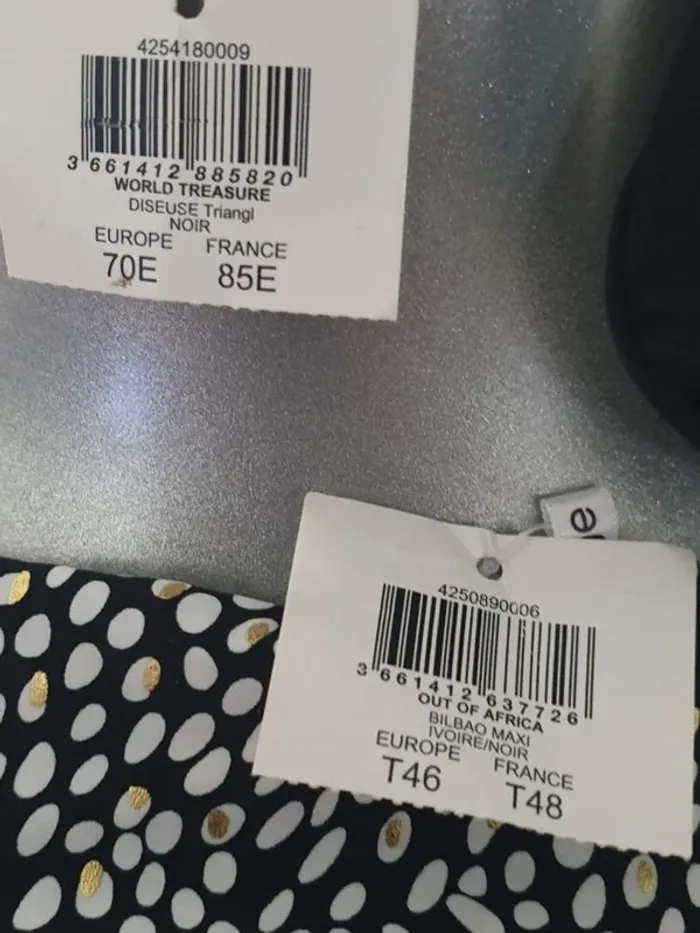 4254180009
3 661412 885820
WORLD TREASURE
DISEUSE Triangl
NOIR
EUROPE FRANCE
70E 85E
4250890006
3 661412 637726
OUT OF AFRICA
BILBAO MAXI
IVOIRE/NOIR
EUROPE FRANCE
T46 T48